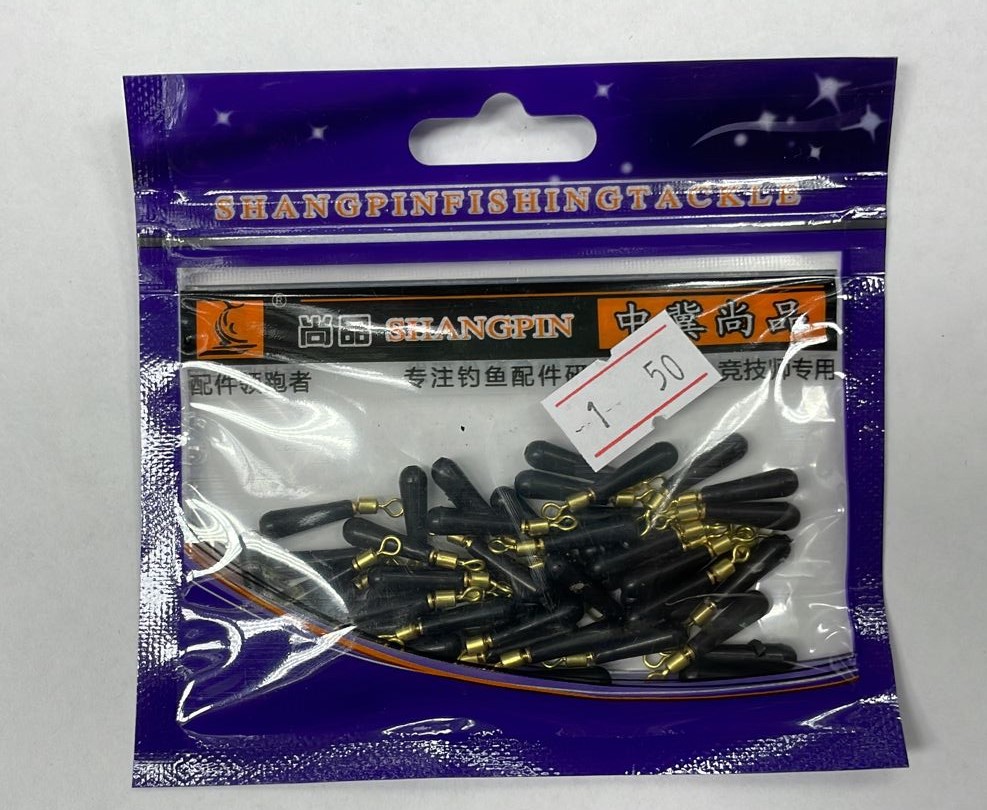 SHANGPINFISHINGTACKLE
® 尚品 SHANGPIN 中冀尚品
配件领跑者 专注钓鱼配件研 竞技师专用
-1- 50